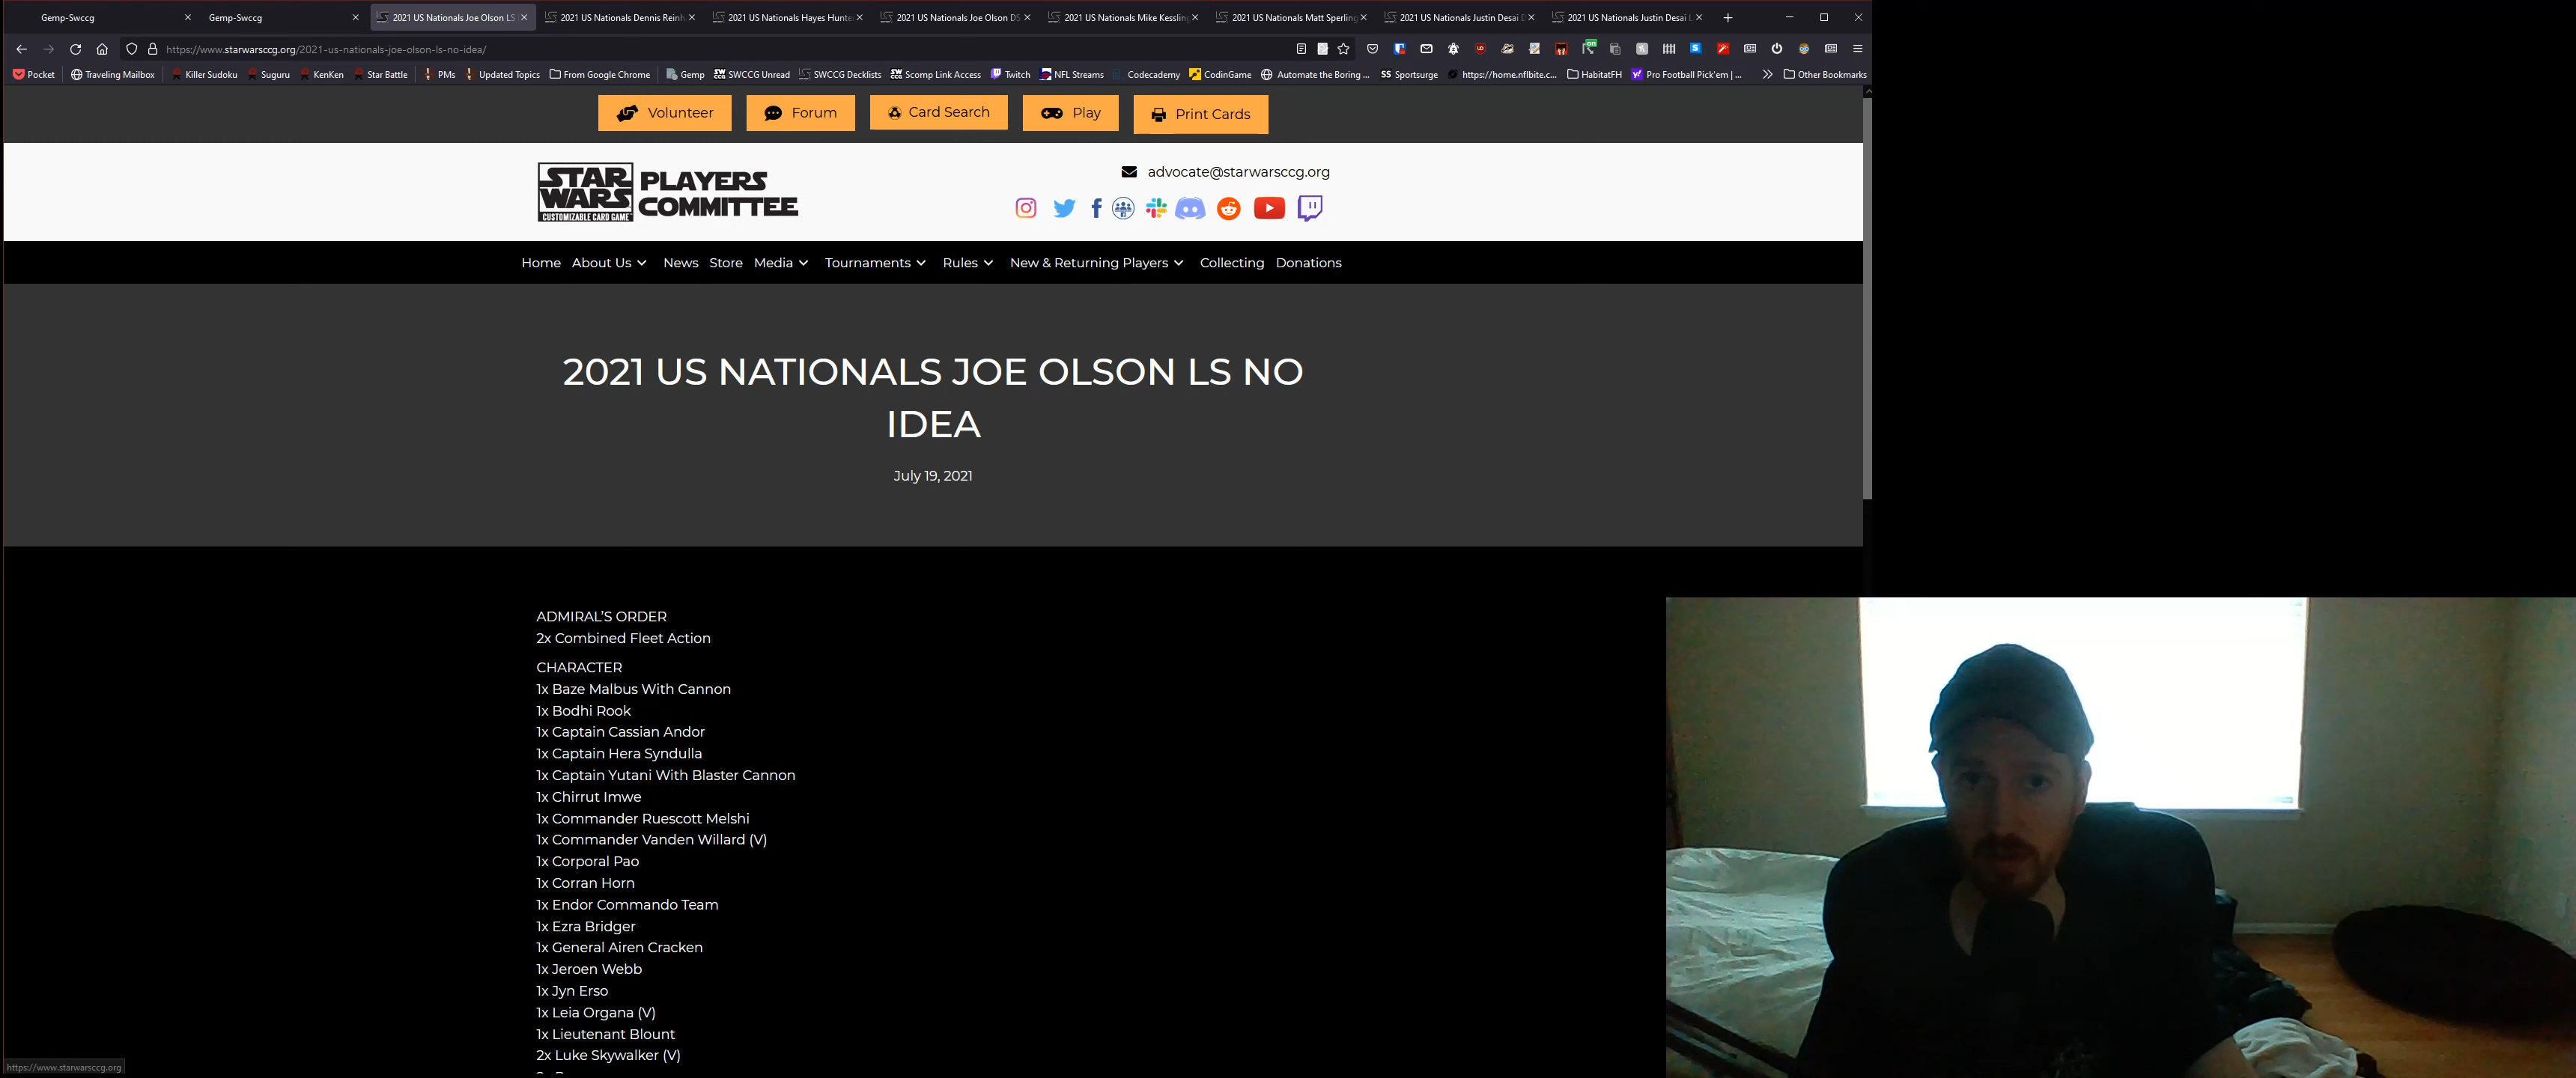 Gemp-Swccg
Gemp-Swccg
2021 US Nationals Joe Olson LS
2021 US Nationals Dennis Reinh
2021 US Nationals Hayes Hunte
2021 US Nationals Joe Olson DS
2021 US Nationals Mike Kessling
2021 US Nationals Matt Sperling
2021 US Nationals Justin Desai D
2021 US Nationals Justin Desai L
https://www.starwarsccg.org/2021-us-nationals-joe-olson-ls-no-idea/
Pocket
Traveling Mailbox
Killer Sudoku
Suguru
KenKen
Star Battle
PMs
Updated Topics
From Google Chrome
Gemp
SWCCG Unread
SWCCG Decklists
Scomp Link Access
Twitch
NFL Streams
Codecademy
CodinGame
Automate the Boring ...
SS Sportsurge
https://home.nflbite.c...
HabitatFH
Pro Football Pick'em | ...
Other Bookmarks
Volunteer
Forum
Card Search
Play
Print Cards
STAR WARS
CUSTOMIZABLE CARD GAME
PLAYERS COMMITTEE
advocate@starwarsccg.org
Home About Us News Store Media Tournaments Rules New & Returning Players Collecting Donations
2021 US NATIONALS JOE OLSON LS NO
IDEA
July 19, 2021
ADMIRAL'S ORDER
2x Combined Fleet Action
CHARACTER
1x Baze Malbus With Cannon
1x Bodhi Rook
1x Captain Cassian Andor
1x Captain Hera Syndulla
1x Captain Yutani With Blaster Cannon
1x Chirrut Imwe
1x Commander Ruescott Melshi
1x Commander Vanden Willard (V)
1x Corporal Pao
1x Corran Horn
1x Endor Commando Team
1x Ezra Bridger
1x General Airen Cracken
1x Jeroen Webb
1x Jyn Erso
1x Leia Organa (V)
1x Lieutenant Blount
2x Luke Skywalker (V)
https://www.starwarsccg.org